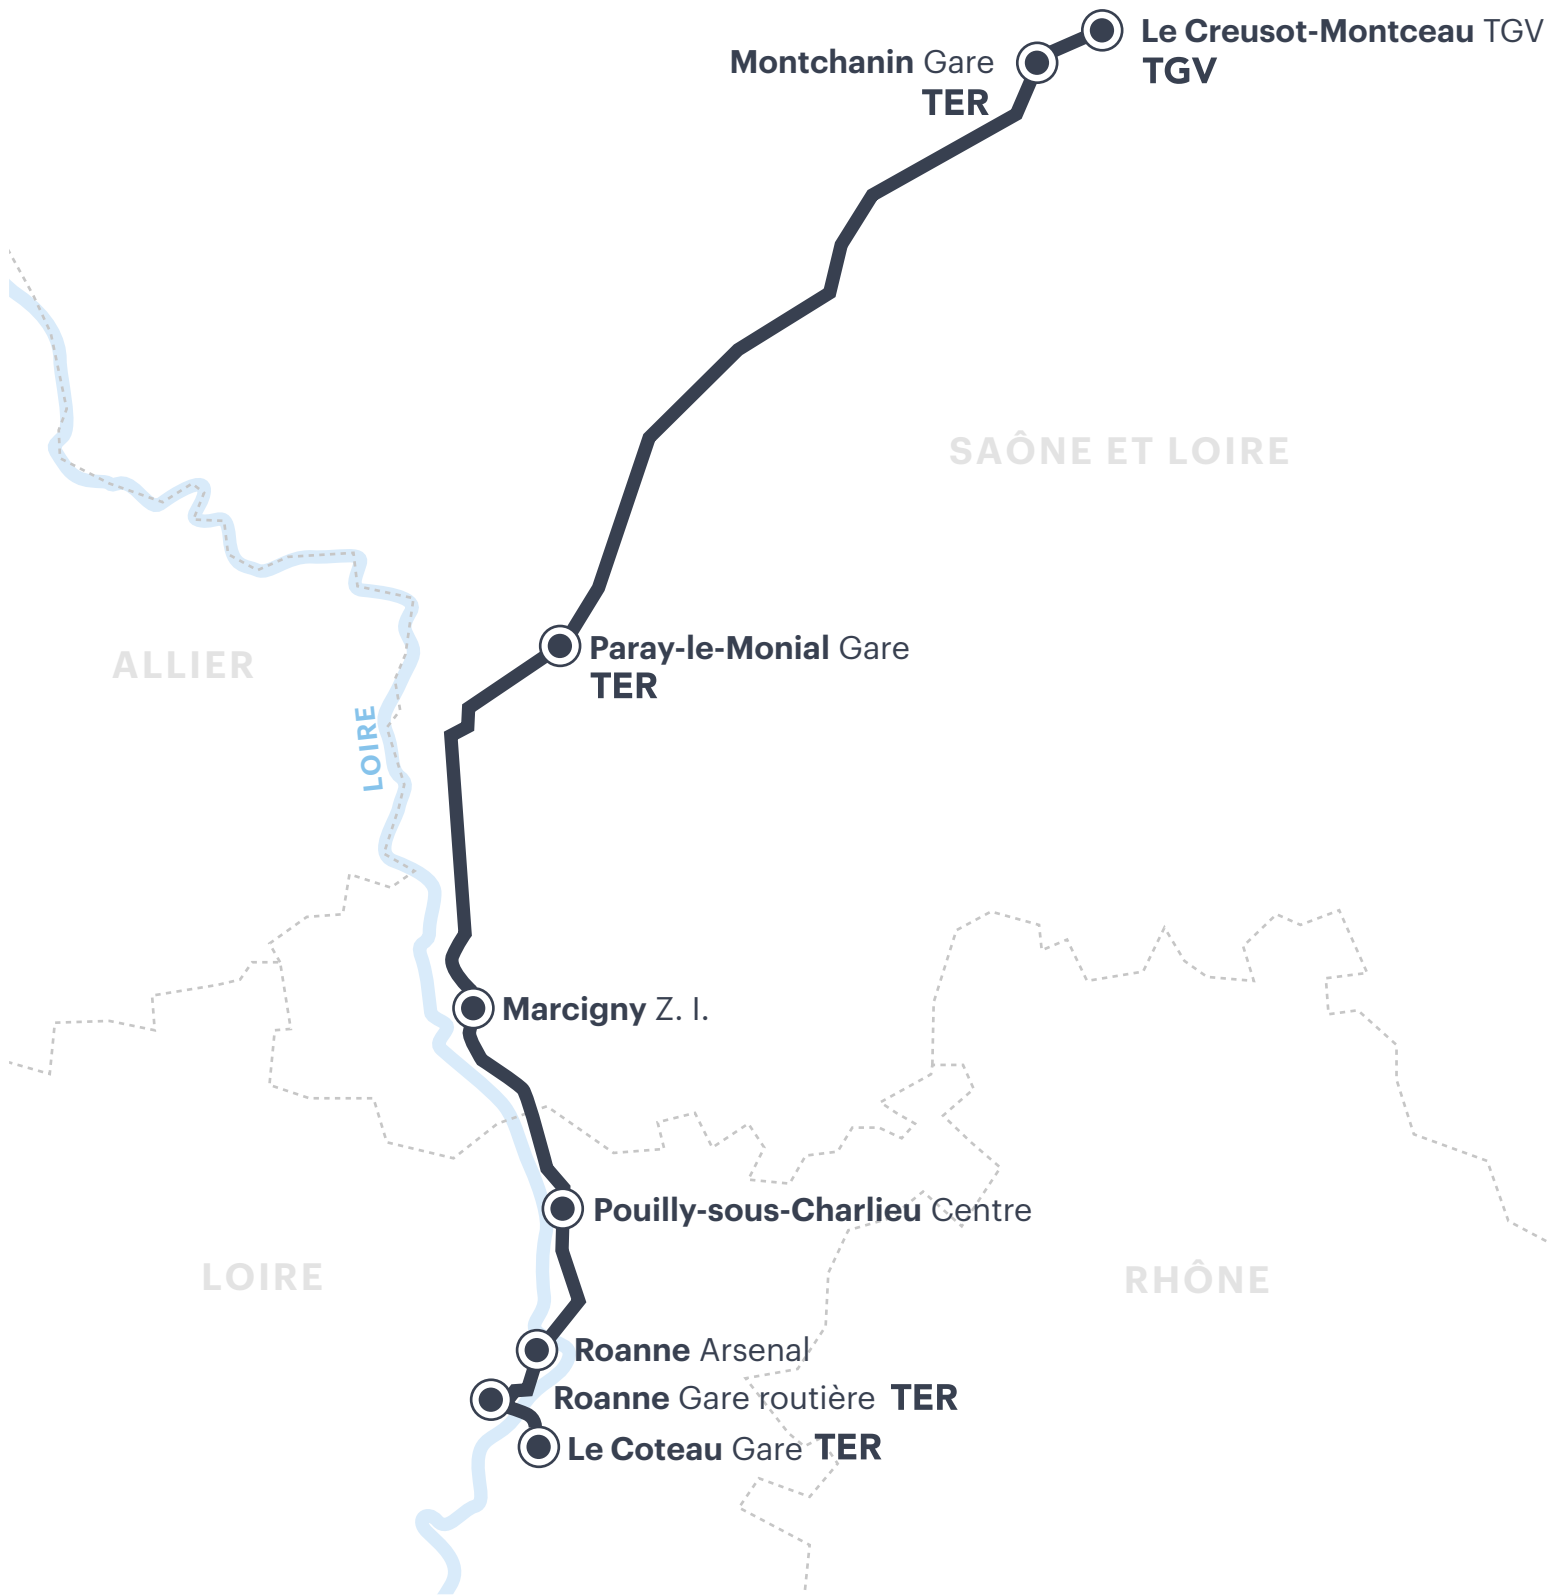 Le Creusot-Montceau TGV
TGV
Montchanin Gare
TER
SAÔNE ET LOIRE
Paray-le-Monial Gare
TER
ALLIER
LOIRE
Marcigny Z. I.
Pouilly-sous-Charlieu Centre
LOIRE
RHÔNE
Roanne Arsenal
Roanne Gare routière TER
Le Coteau Gare TER